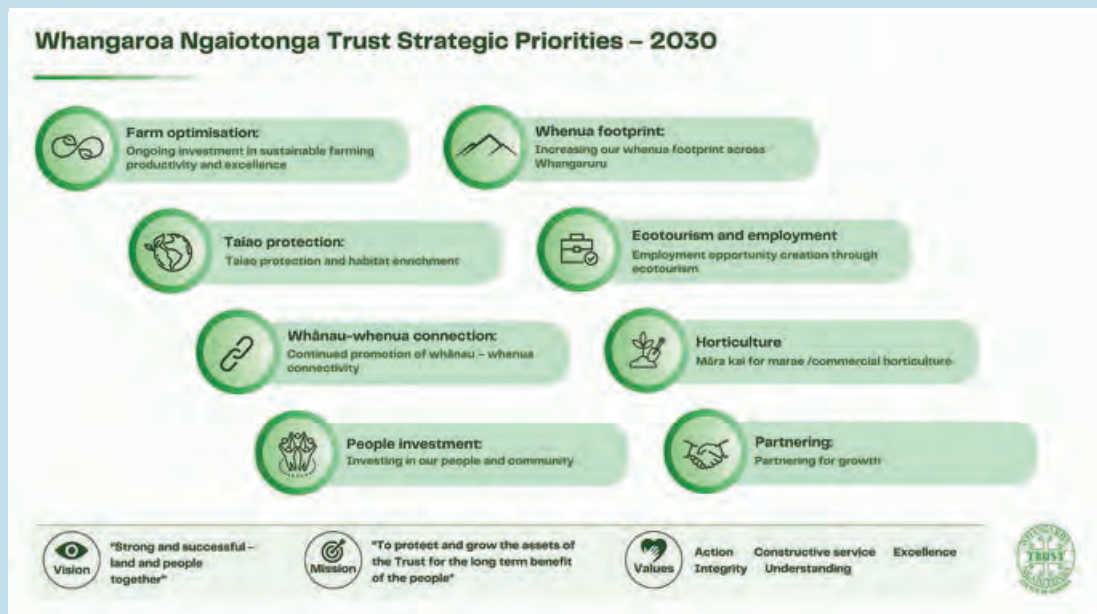 Whangaroa Ngaiotonga Trust Strategic Priorities – 2030
Farm optimisation:
Ongoing investment in sustainable farming
productivity and excellence
Whenua footprint:
Increasing our whenua footprint across
Whangaruru
Taiao protection:
Taiao protection and habitat enrichment
Ecotourism and employment
Employment opportunity creation through
ecotourism
Whānau-whenua connection:
Continued promotion of whānau – whenua
connectivity
Horticulture
Māra kai for marae /commercial horticulture
People investment:
Investing in our people and community
Partnering:
Partnering for growth
Vision
"Strong and successful –
land and people
together"
Mission
"To protect and grow the assets of
the Trust for the long term benefit
of the people"
Values
Action Constructive service Excellence
Integrity Understanding
TRUST